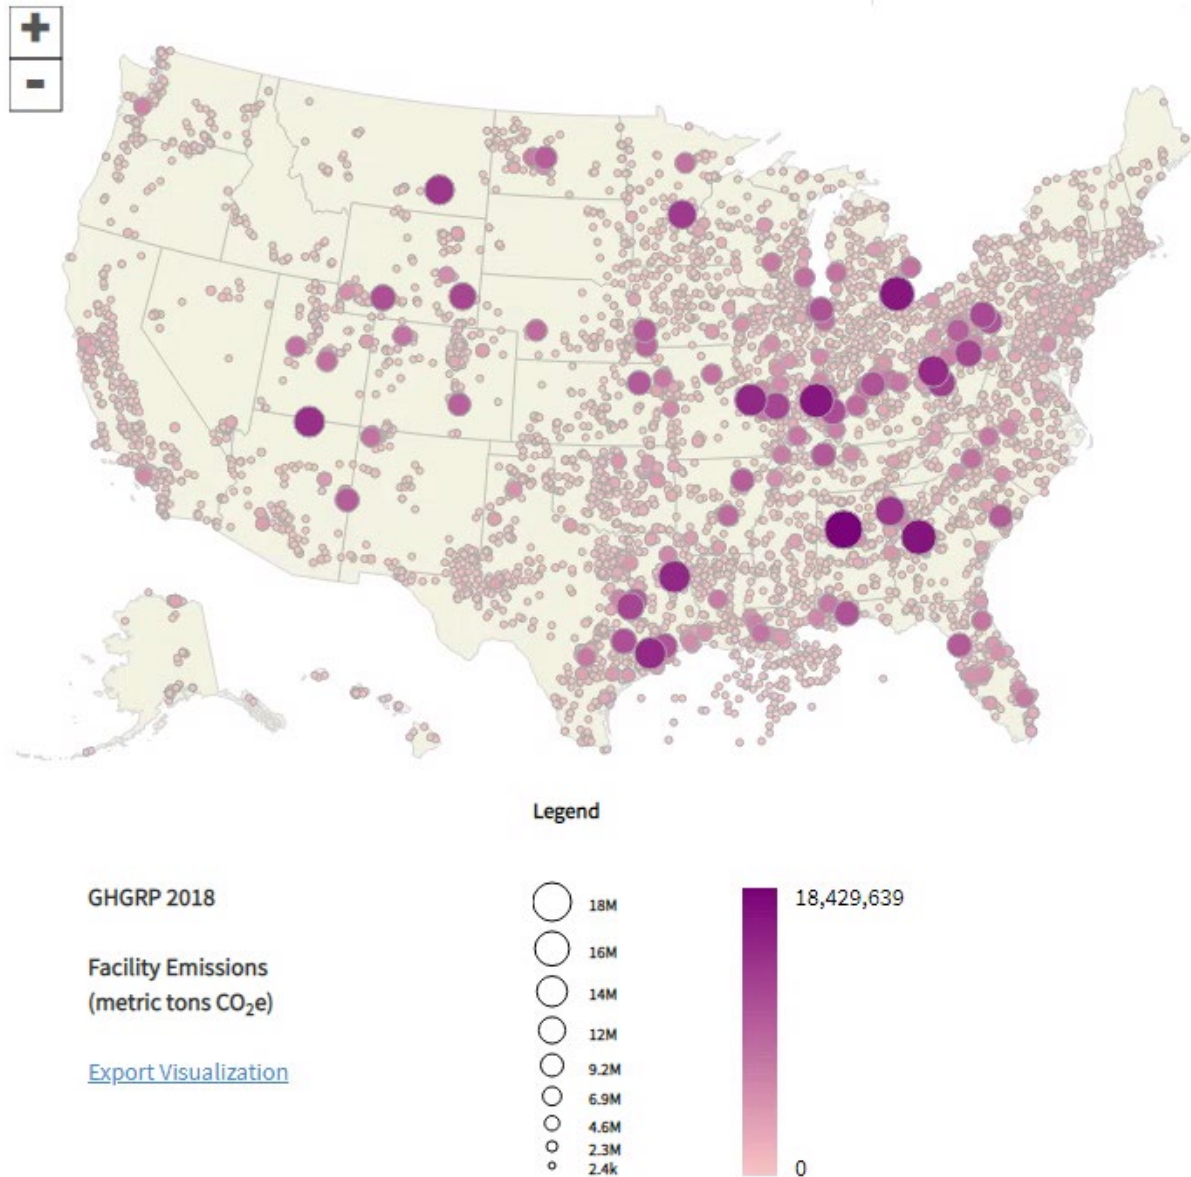 +
-
Legend
GHGRP 2018
Facility Emissions
(metric tons CO₂e)
Export Visualization
18M
16M
14M
12M
9.2M
6.9M
4.6M
2.3M
2.4k
18,429,639
0